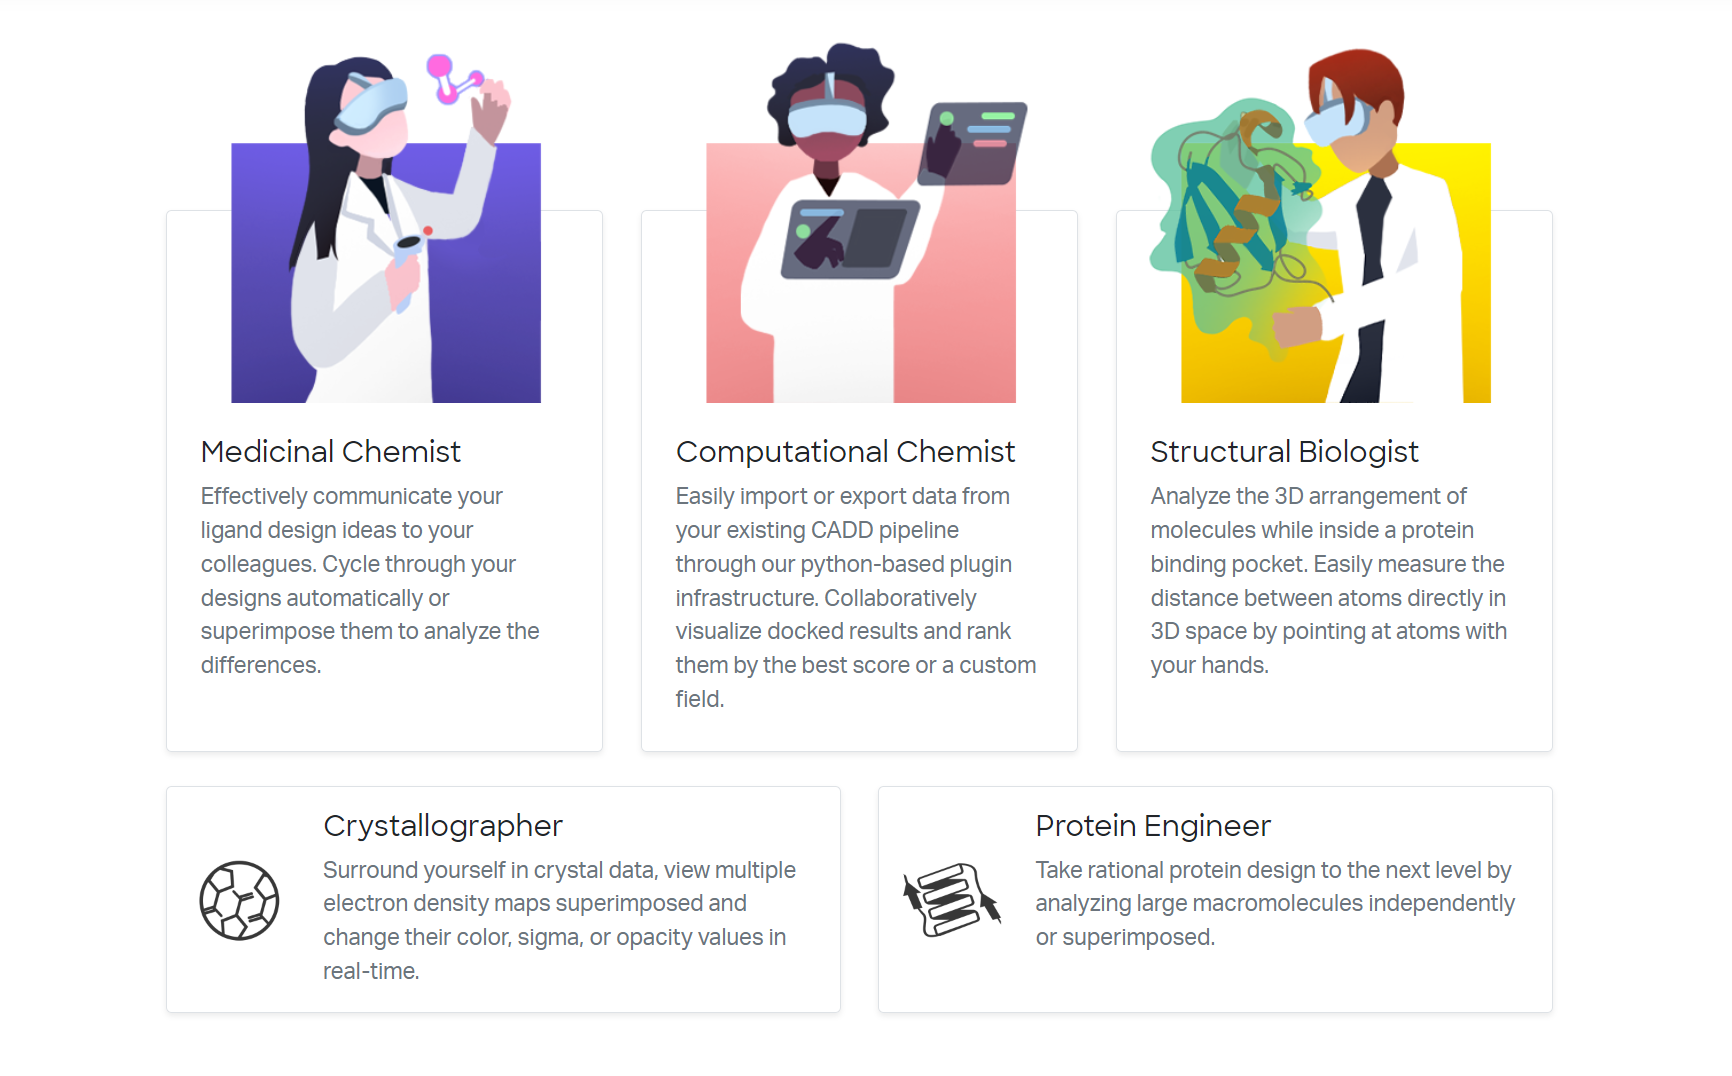 Medicinal Chemist
Effectively communicate your
ligand design ideas to your
colleagues. Cycle through your
designs automatically or
superimpose them to analyze the
differences.
Computational Chemist
Easily import or export data from
your existing CADD pipeline
through our python-based plugin
infrastructure. Collaboratively
visualize docked results and rank
them by the best score or a custom
field.
Structural Biologist
Analyze the 3D arrangement of
molecules while inside a protein
binding pocket. Easily measure the
distance between atoms directly in
3D space by pointing at atoms with
your hands.
Crystallographer
Surround yourself in crystal data, view multiple
electron density maps superimposed and
change their color, sigma, or opacity values in
real-time.
Protein Engineer
Take rational protein design to the next level by
analyzing large macromolecules independently
or superimposed.